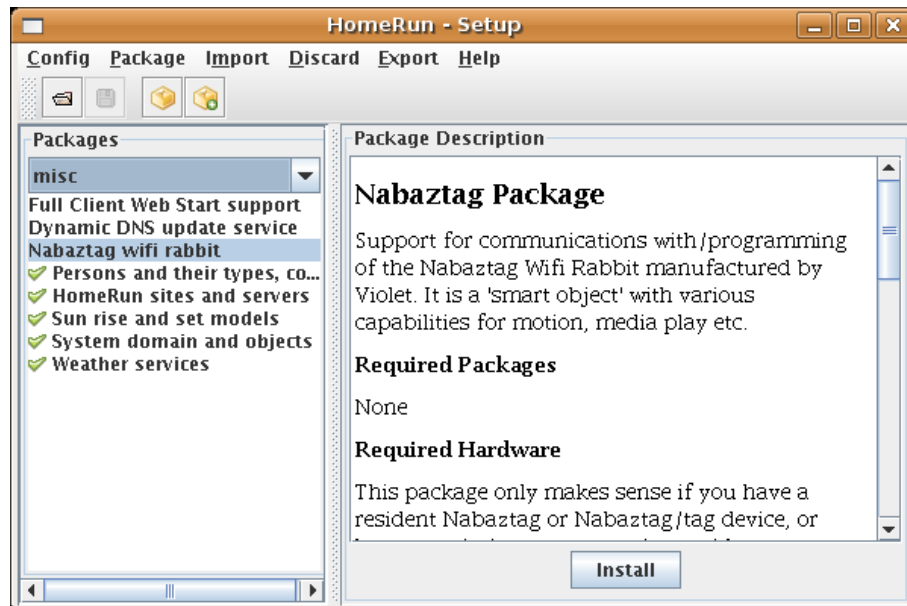 HomeRun - Setup
Config Package Import Discard Export Help
Packages
misc
Full Client Web Start support
Dynamic DNS update service
Nabaztag wifi rabbit
Persons and their types, co...
HomeRun sites and servers
Sun rise and set models
System domain and objects
Weather services
Package Description
Nabaztag Package
Support for communications with/programming
of the Nabaztag Wifi Rabbit manufactured by
Violet. It is a 'smart object' with various
capabilities for motion, media play etc.
Required Packages
None
Required Hardware
This package only makes sense if you have a
resident Nabaztag or Nabaztag/tag device, or
Install